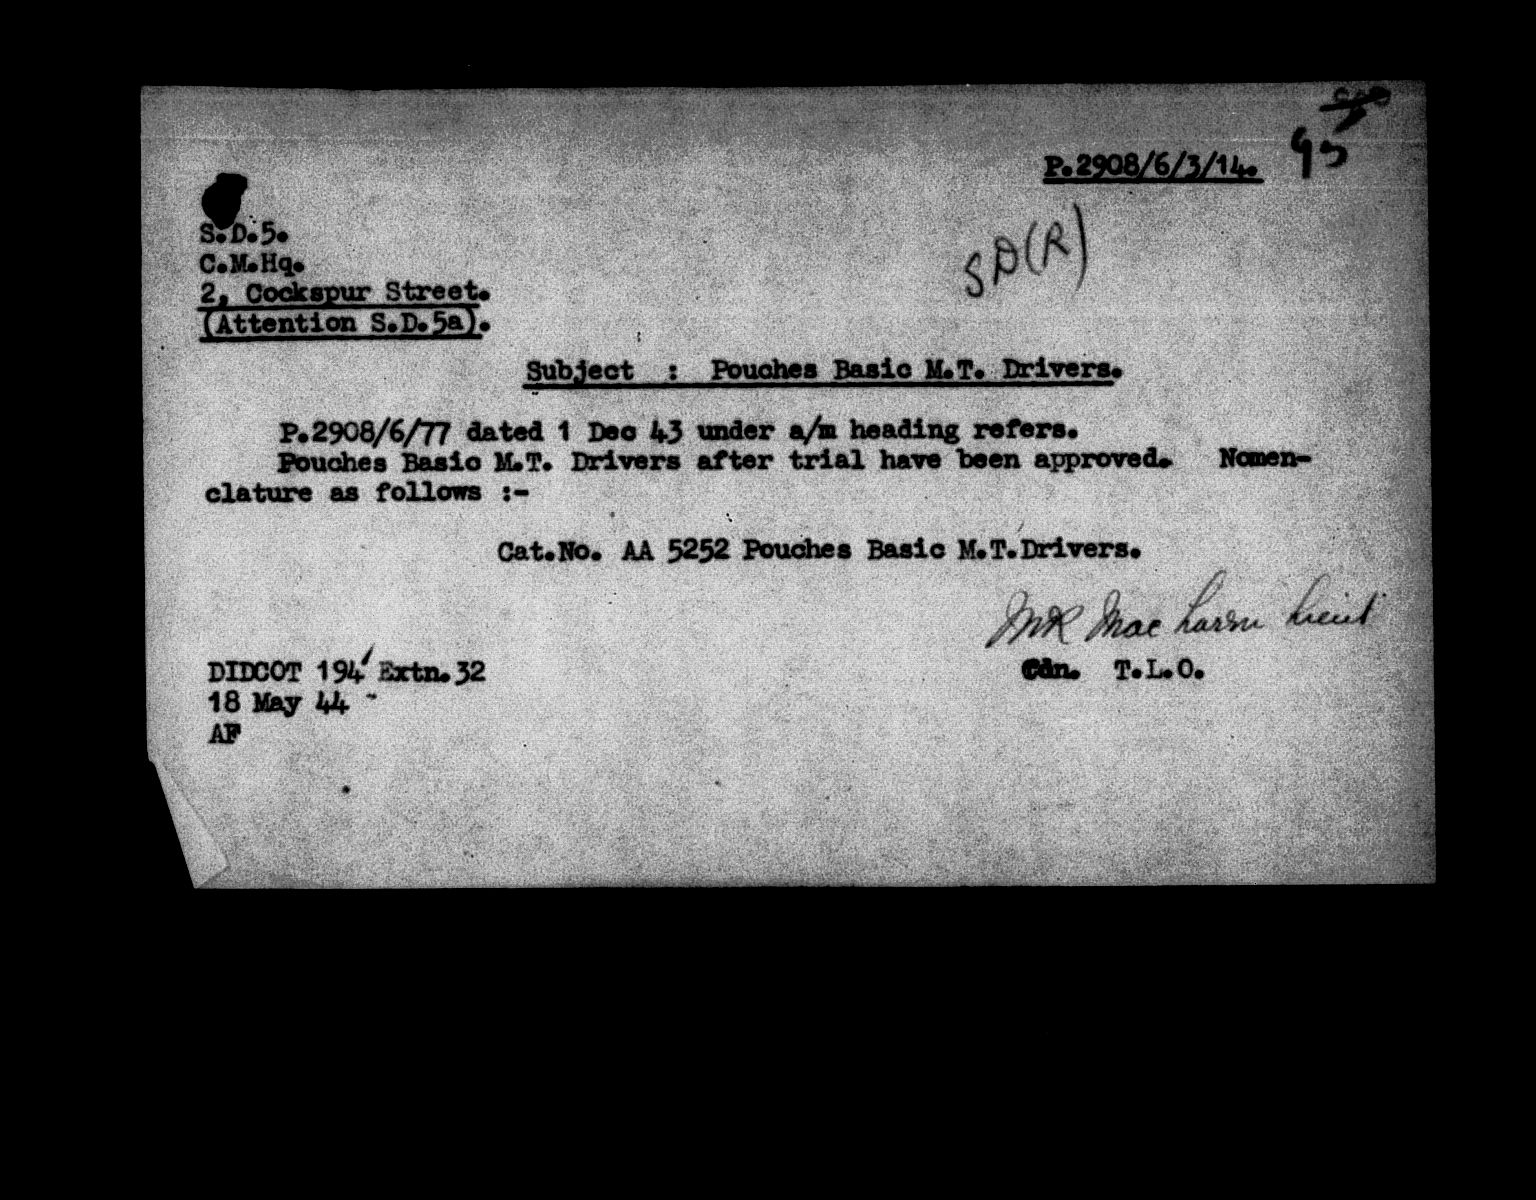 P.2908/6/3/14.
95
S.D.5.
C.M.Hq.
2, Cockspur Street.
(Attention S.D.5a).
SD(R)
Subject : Pouches Basic M.T. Drivers.
P.2908/6/77 dated 1 Dec 43 under a/m heading refers.
Pouches Basic M.T. Drivers after trial have been approved. Nomen-
clature as follows :-
Cat.No. AA 5252 Pouches Basic M.T.Drivers.
Lieut
DIDCOT 194 Extn.32
Cdn. T.L.O.
18 May 44
AF